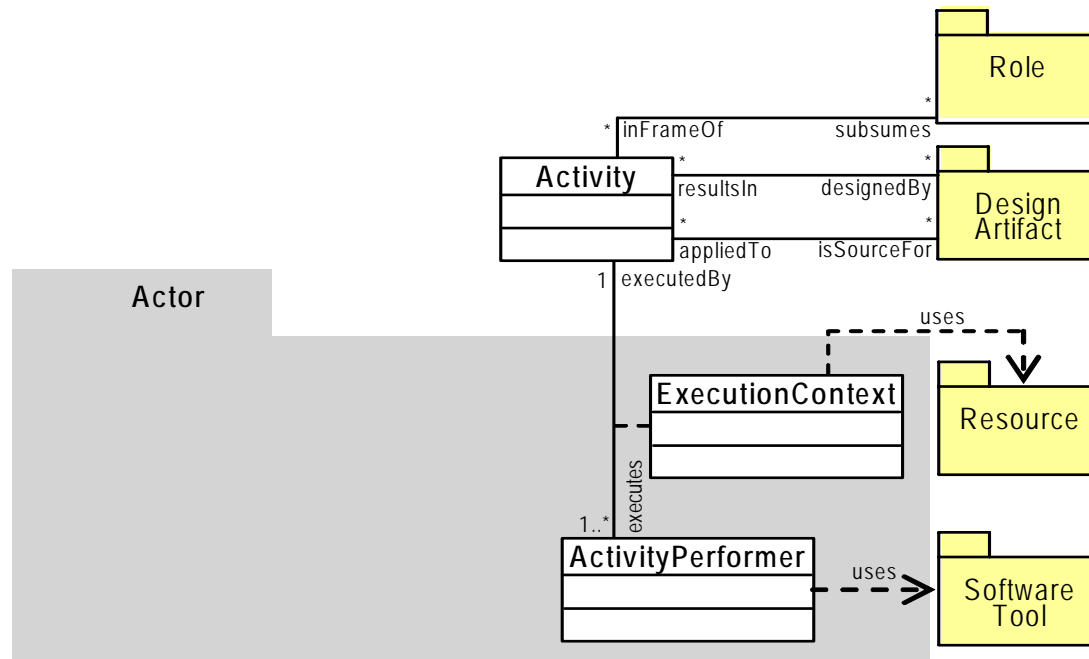 Role
*
* inFrameOf subsumes
Activity
* *
resultsIn designedBy
Design
Artifact
* *
appliedTo isSourceFor
1 executedBy
Actor
uses
ExecutionContext
Resource
executes
1..*
ActivityPerformer
uses
Software
Tool